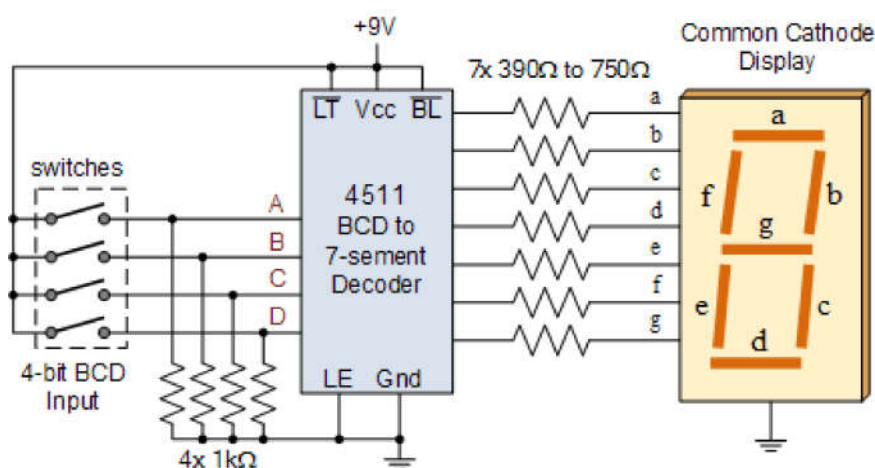 +9V
Common Cathode
Display
7x 390Ω to 750Ω
LT Vcc BL
switches
A
B
C
D
4511
BCD to
7-sement
Decoder
LE Gnd
4-bit BCD
Input
4x 1kΩ
a
b
c
d
e
f
g
a
f
b
g
e
c
d